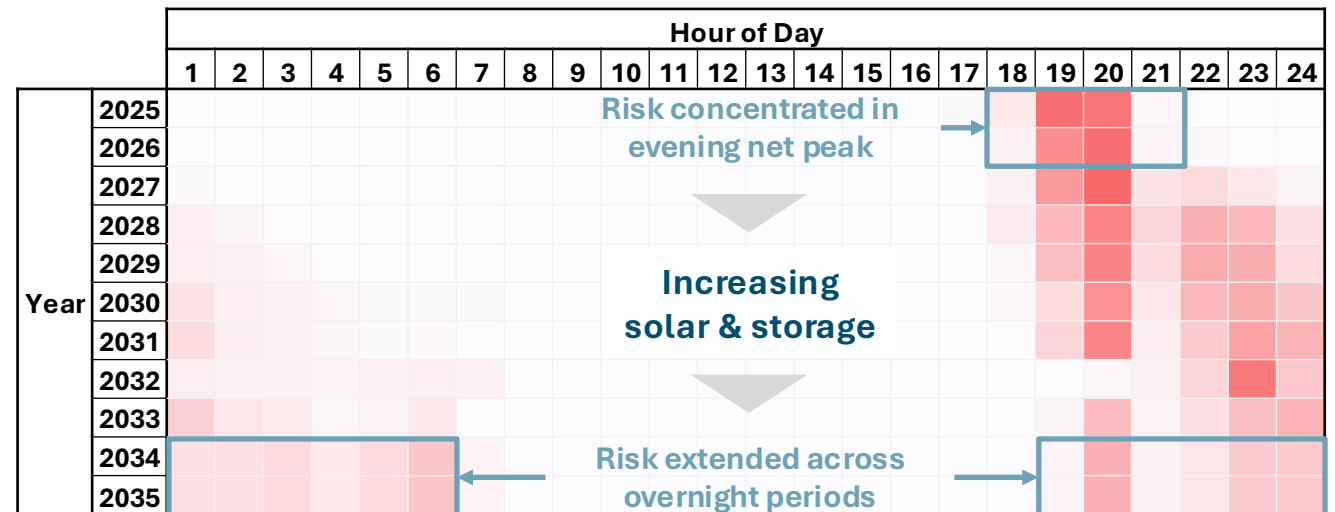 Hour of Day
1 2 3 4 5 6 7 8 9 10 11 12 13 14 15 16 17 18 19 20 21 22 23 24
Year
2025
2026
2027
2028
2029
2030
2031
2032
2033
2034
2035
Risk concentrated in
evening net peak
Increasing
solar & storage
Risk extended across
overnight periods